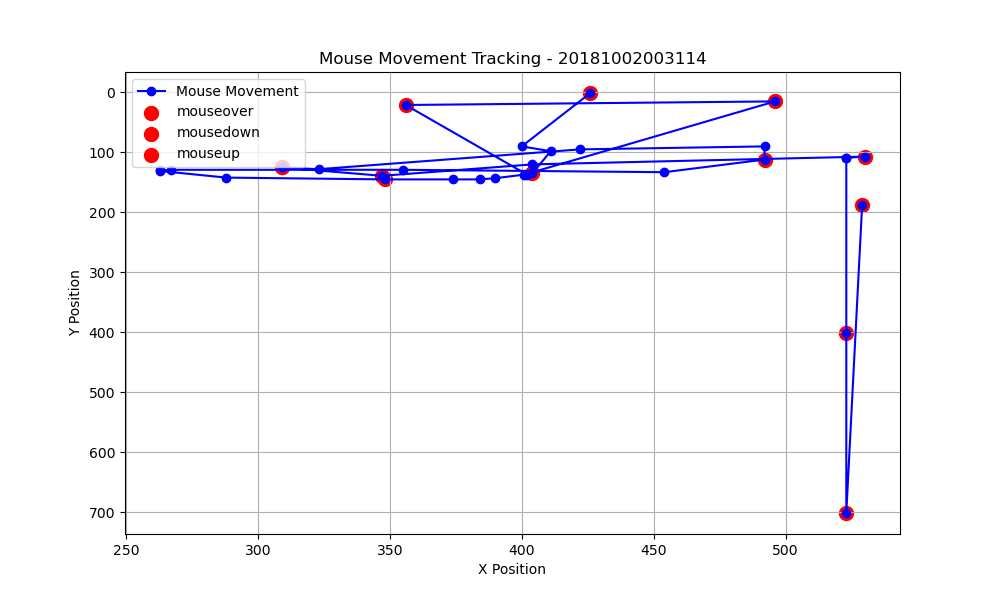 Mouse Movement Tracking - 20181002003114
Mouse Movement
mouseover
mousedown
mouseup
0
100
200
300
400
500
600
700
Y Position
250 300 350 400 450 500
X Position